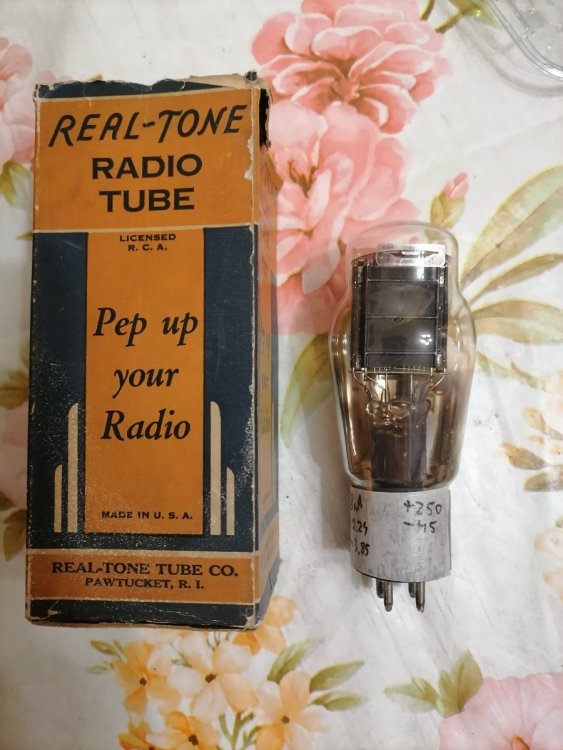 REAL-TONE
RADIO
TUBE
LICENSED
R. C. A.
Pep up
your
Radio
MADE IN U. S. A.
REAL-TONE TUBE CO.
PAWTUCKET, R. I.
+250
-45